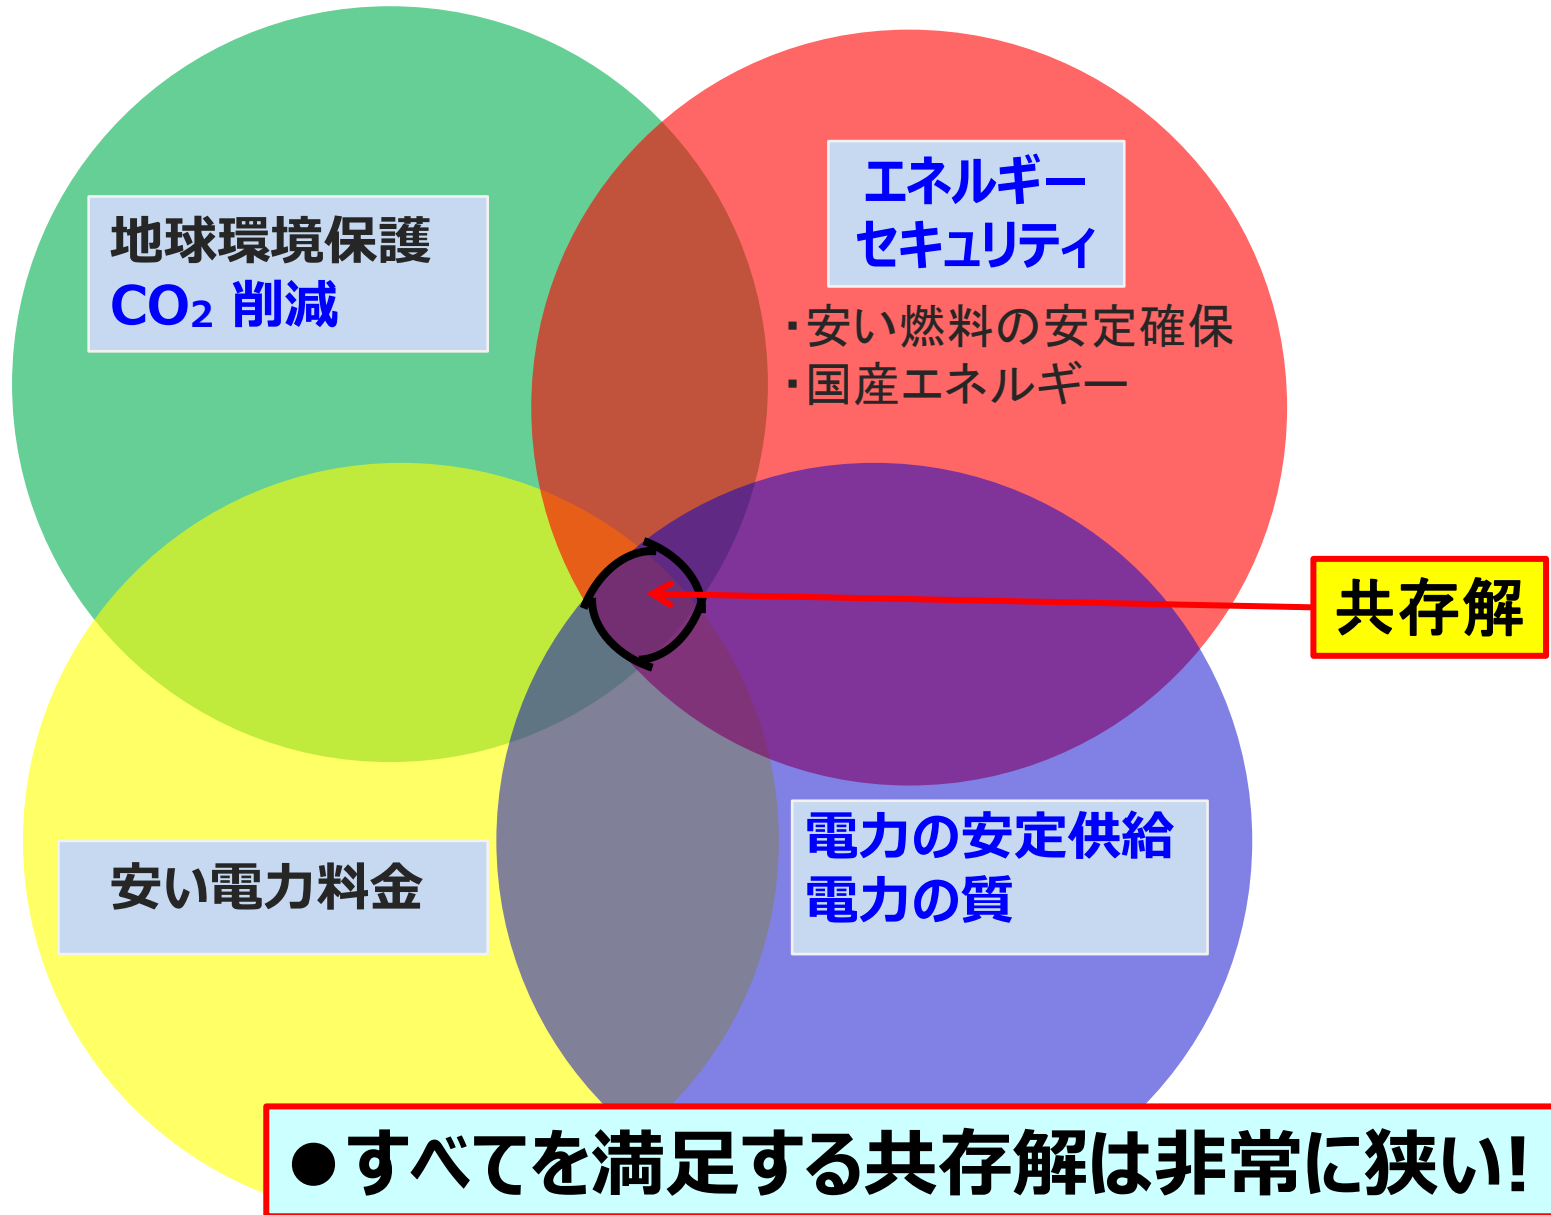 地球環境保護
CO₂ 削減
エネルギー
セキュリティ
・安い燃料の安定確保
・国産エネルギー
共存解
安い電力料金
電力の安定供給
電力の質
●すべてを満足する共存解は非常に狭い!